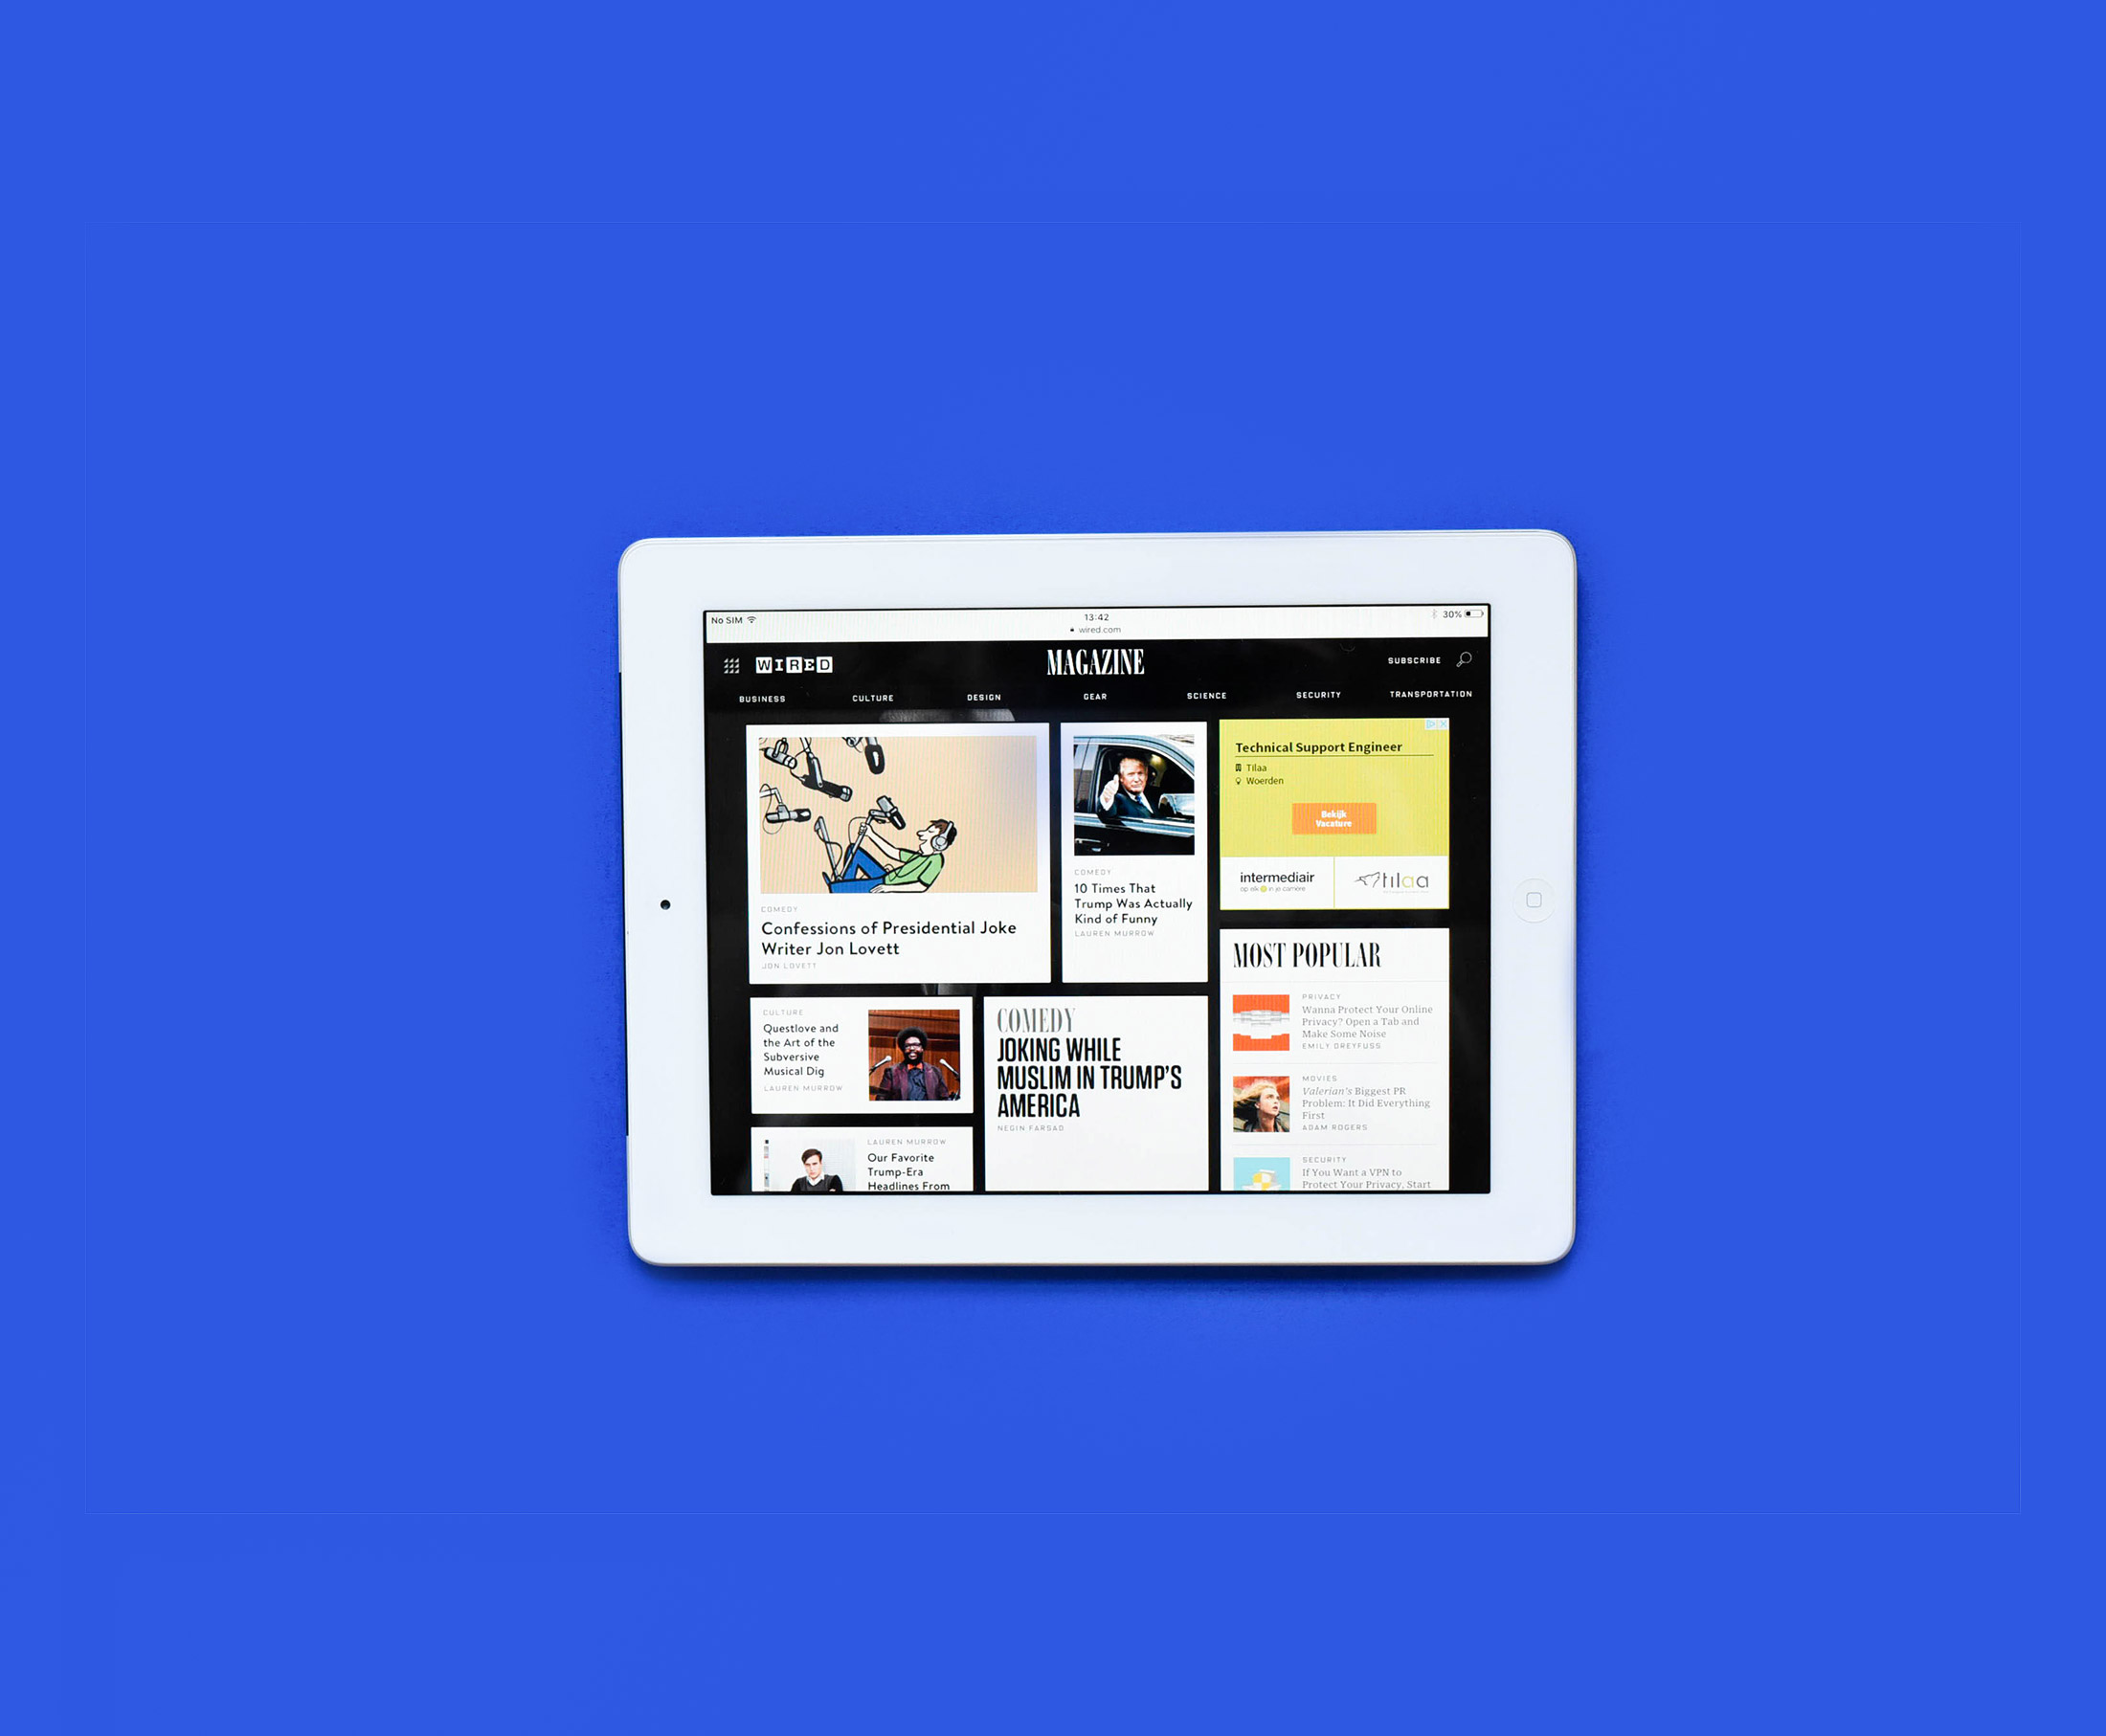 No SIM
13:42
30%
wired.com
WIRED
MAGAZINE
SUBSCRIBE
BUSINESS
CULTURE
DESIGN
GEAR
SCIENCE
SECURITY
TRANSPORTATION
COMEDY
Confessions of Presidential Joke
Writer Jon Lovett
JON LOVETT
COMEDY
10 Times That
Trump Was Actually
Kind of Funny
LAUREN MURROW
Technical Support Engineer
Tilaa
Woerden
Bekijk
Vacature
intermediair
in je carrière
tilaa
CULTURE
Questlove and
the Art of the
Subversive
Musical Dig
LAUREN MURROW
COMEDY
JOKING WHILE
MUSLIM IN TRUMP'S
AMERICA
NEGIN FARSAD
LAUREN MURROW
Our Favorite
Trump-Era
Headlines From
MOST POPULAR
PRIVACY
Wanna Protect Your Online
Privacy? Open a Tab and
Make Some Noise
EMILY DREYFUSS
MOVIES
Valerian's Biggest PR
Problem: It Did Everything
First
ADAM ROGERS
SECURITY
If You Want a VPN to
Protect Your Privacy, Start